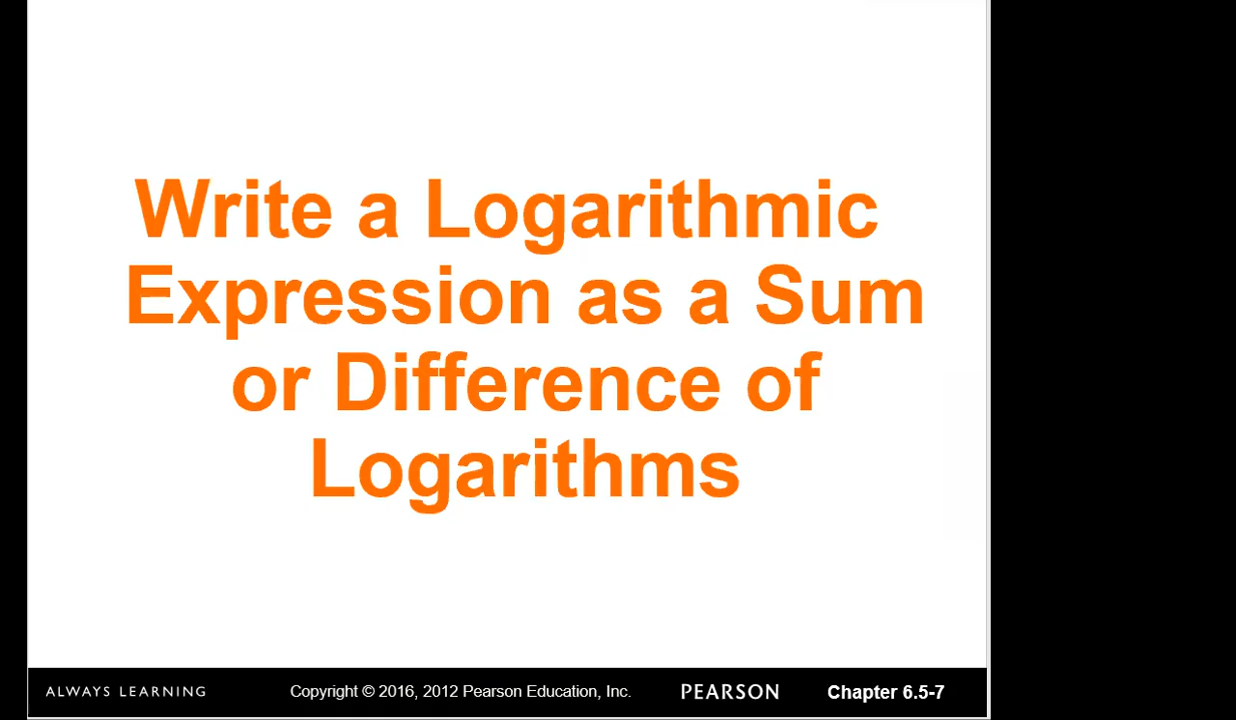 Write a Logarithmic
Expression as a Sum
or Difference of
Logarithms
ALWAYS LEARNING Copyright © 2016, 2012 Pearson Education, Inc. PEARSON Chapter 6.5-7